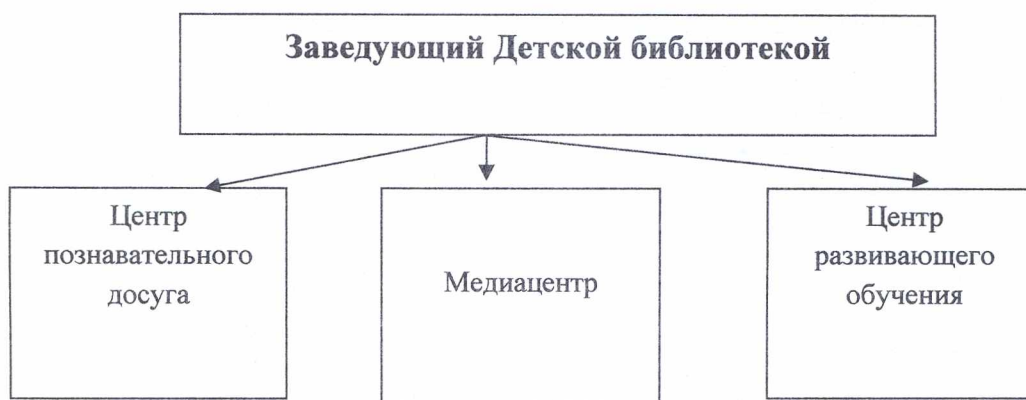 Заведующий Детской библиотекой
Центр
познавательного
досуга
Медиацентр
Центр
развивающего
обучения